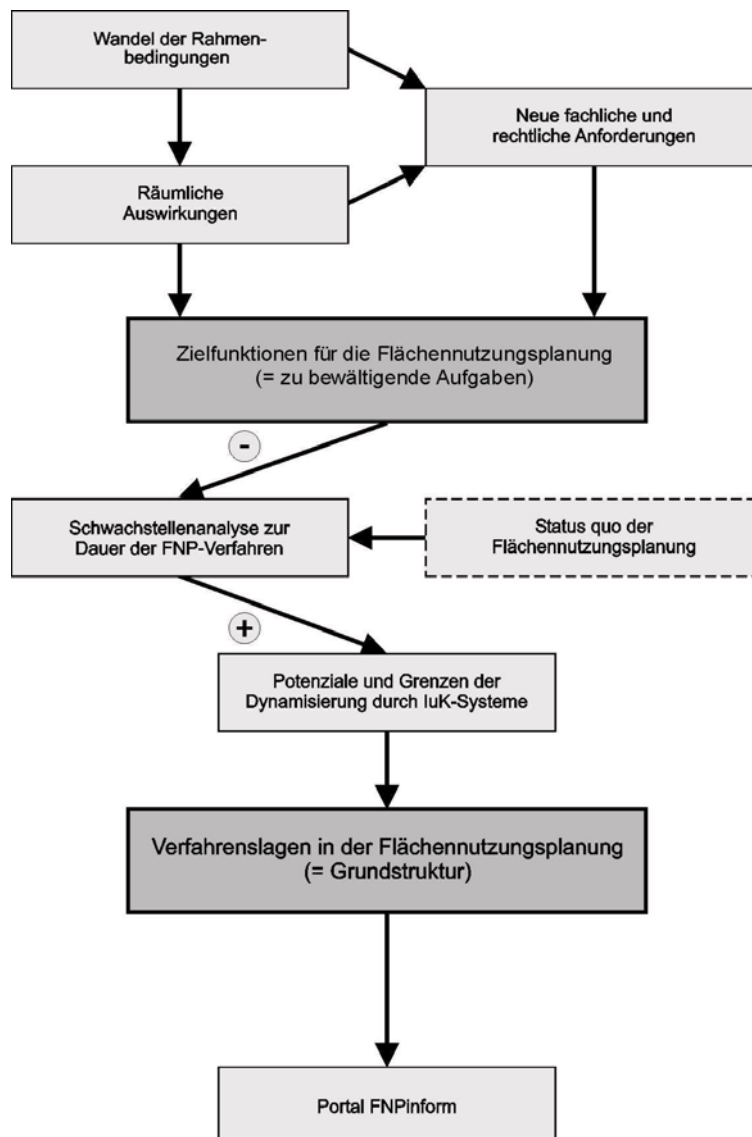 Wandel der Rahmen-
bedingungen
Neue fachliche und
rechtliche Anforderungen
Räumliche
Auswirkungen
Zielfunktionen für die Flächennutzungsplanung
(= zu bewältigende Aufgaben)
-
Schwachstellenanalyse zur
Dauer der FNP-Verfahren
Status quo der
Flächennutzungsplanung
+
Potenziale und Grenzen der
Dynamisierung durch IuK-Systeme
Verfahrenslagen in der Flächennutzungsplanung
(= Grundstruktur)
Portal FNPinform